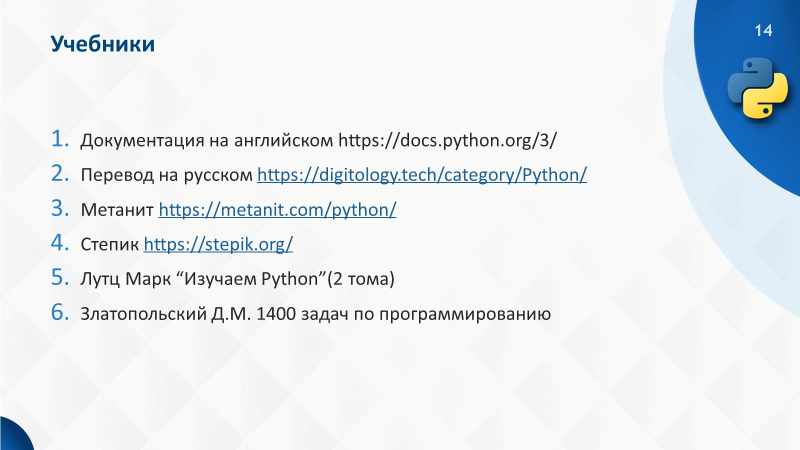 Учебники
14
1. Документация на английском https://docs.python.org/3/
2. Перевод на русском https://digitology.tech/category/Python/
3. Метанит https://metanit.com/python/
4. Степик https://stepik.org/
5. Лутц Марк “Изучаем Python”(2 тома)
6. Златопольский Д.М. 1400 задач по программированию